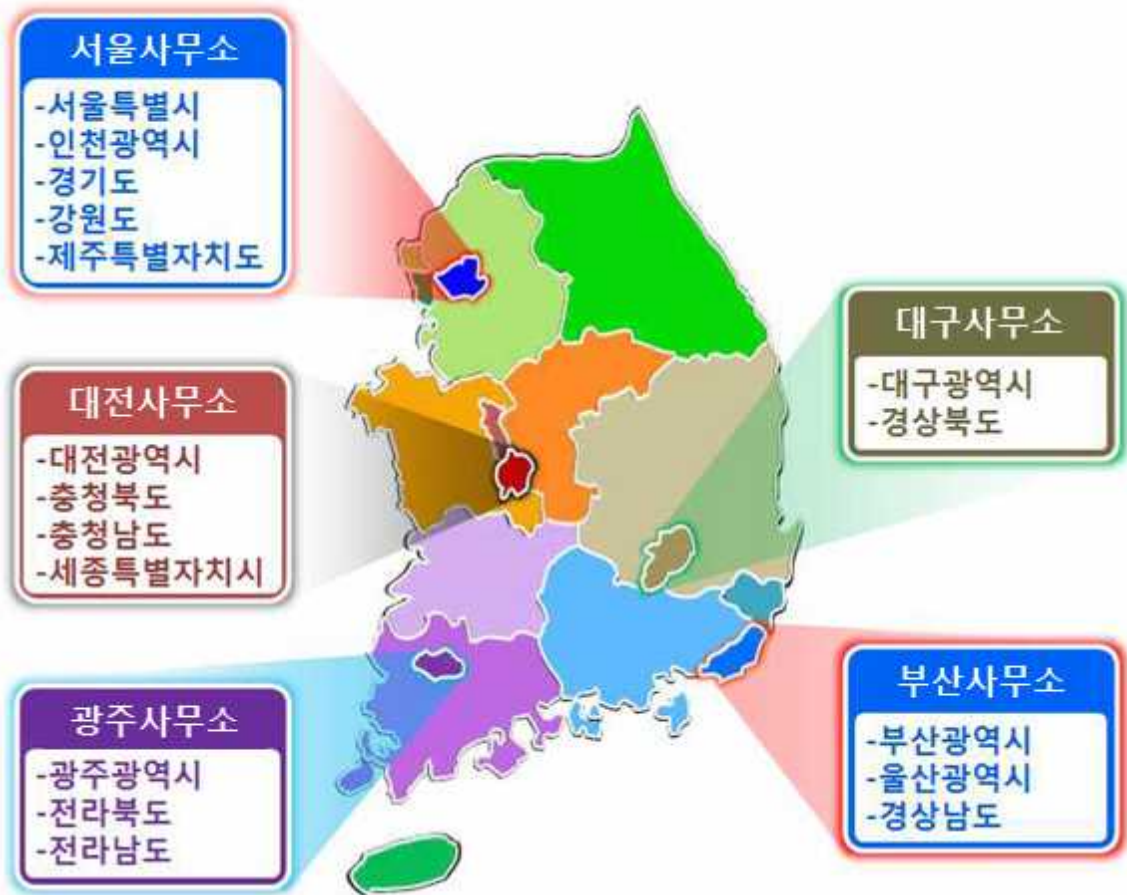 서울사무소
-서울특별시
-인천광역시
-경기도
-강원도
-제주특별자치도
대전사무소
-대전광역시
-충청북도
-충청남도
-세종특별자치시
광주사무소
-광주광역시
-전라북도
-전라남도
대구사무소
-대구광역시
-경상북도
부산사무소
-부산광역시
-울산광역시
-경상남도